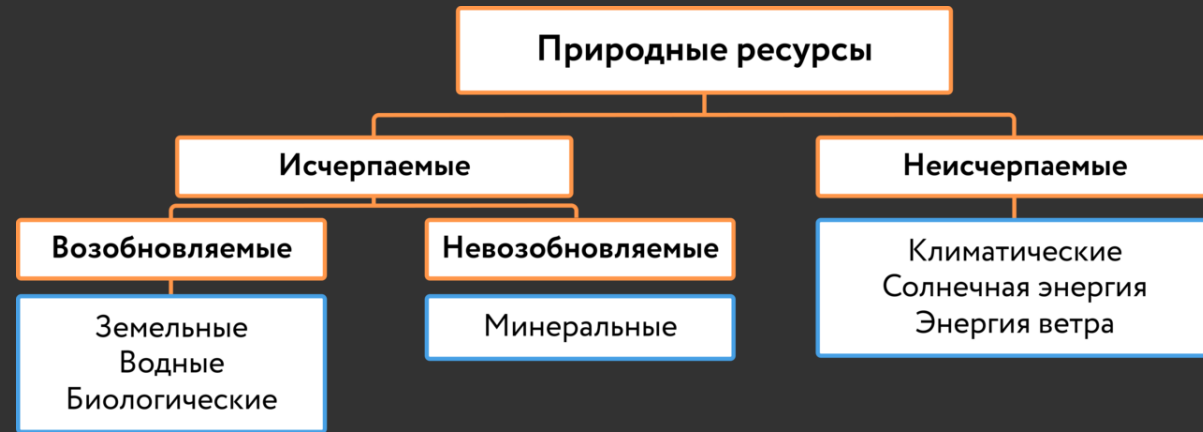 Природные ресурсы
Исчерпаемые
Неисчерпаемые
Возобновляемые
Невозобновляемые
Земельные
Водные
Биологические
Минеральные
Климатические
Солнечная энергия
Энергия ветра